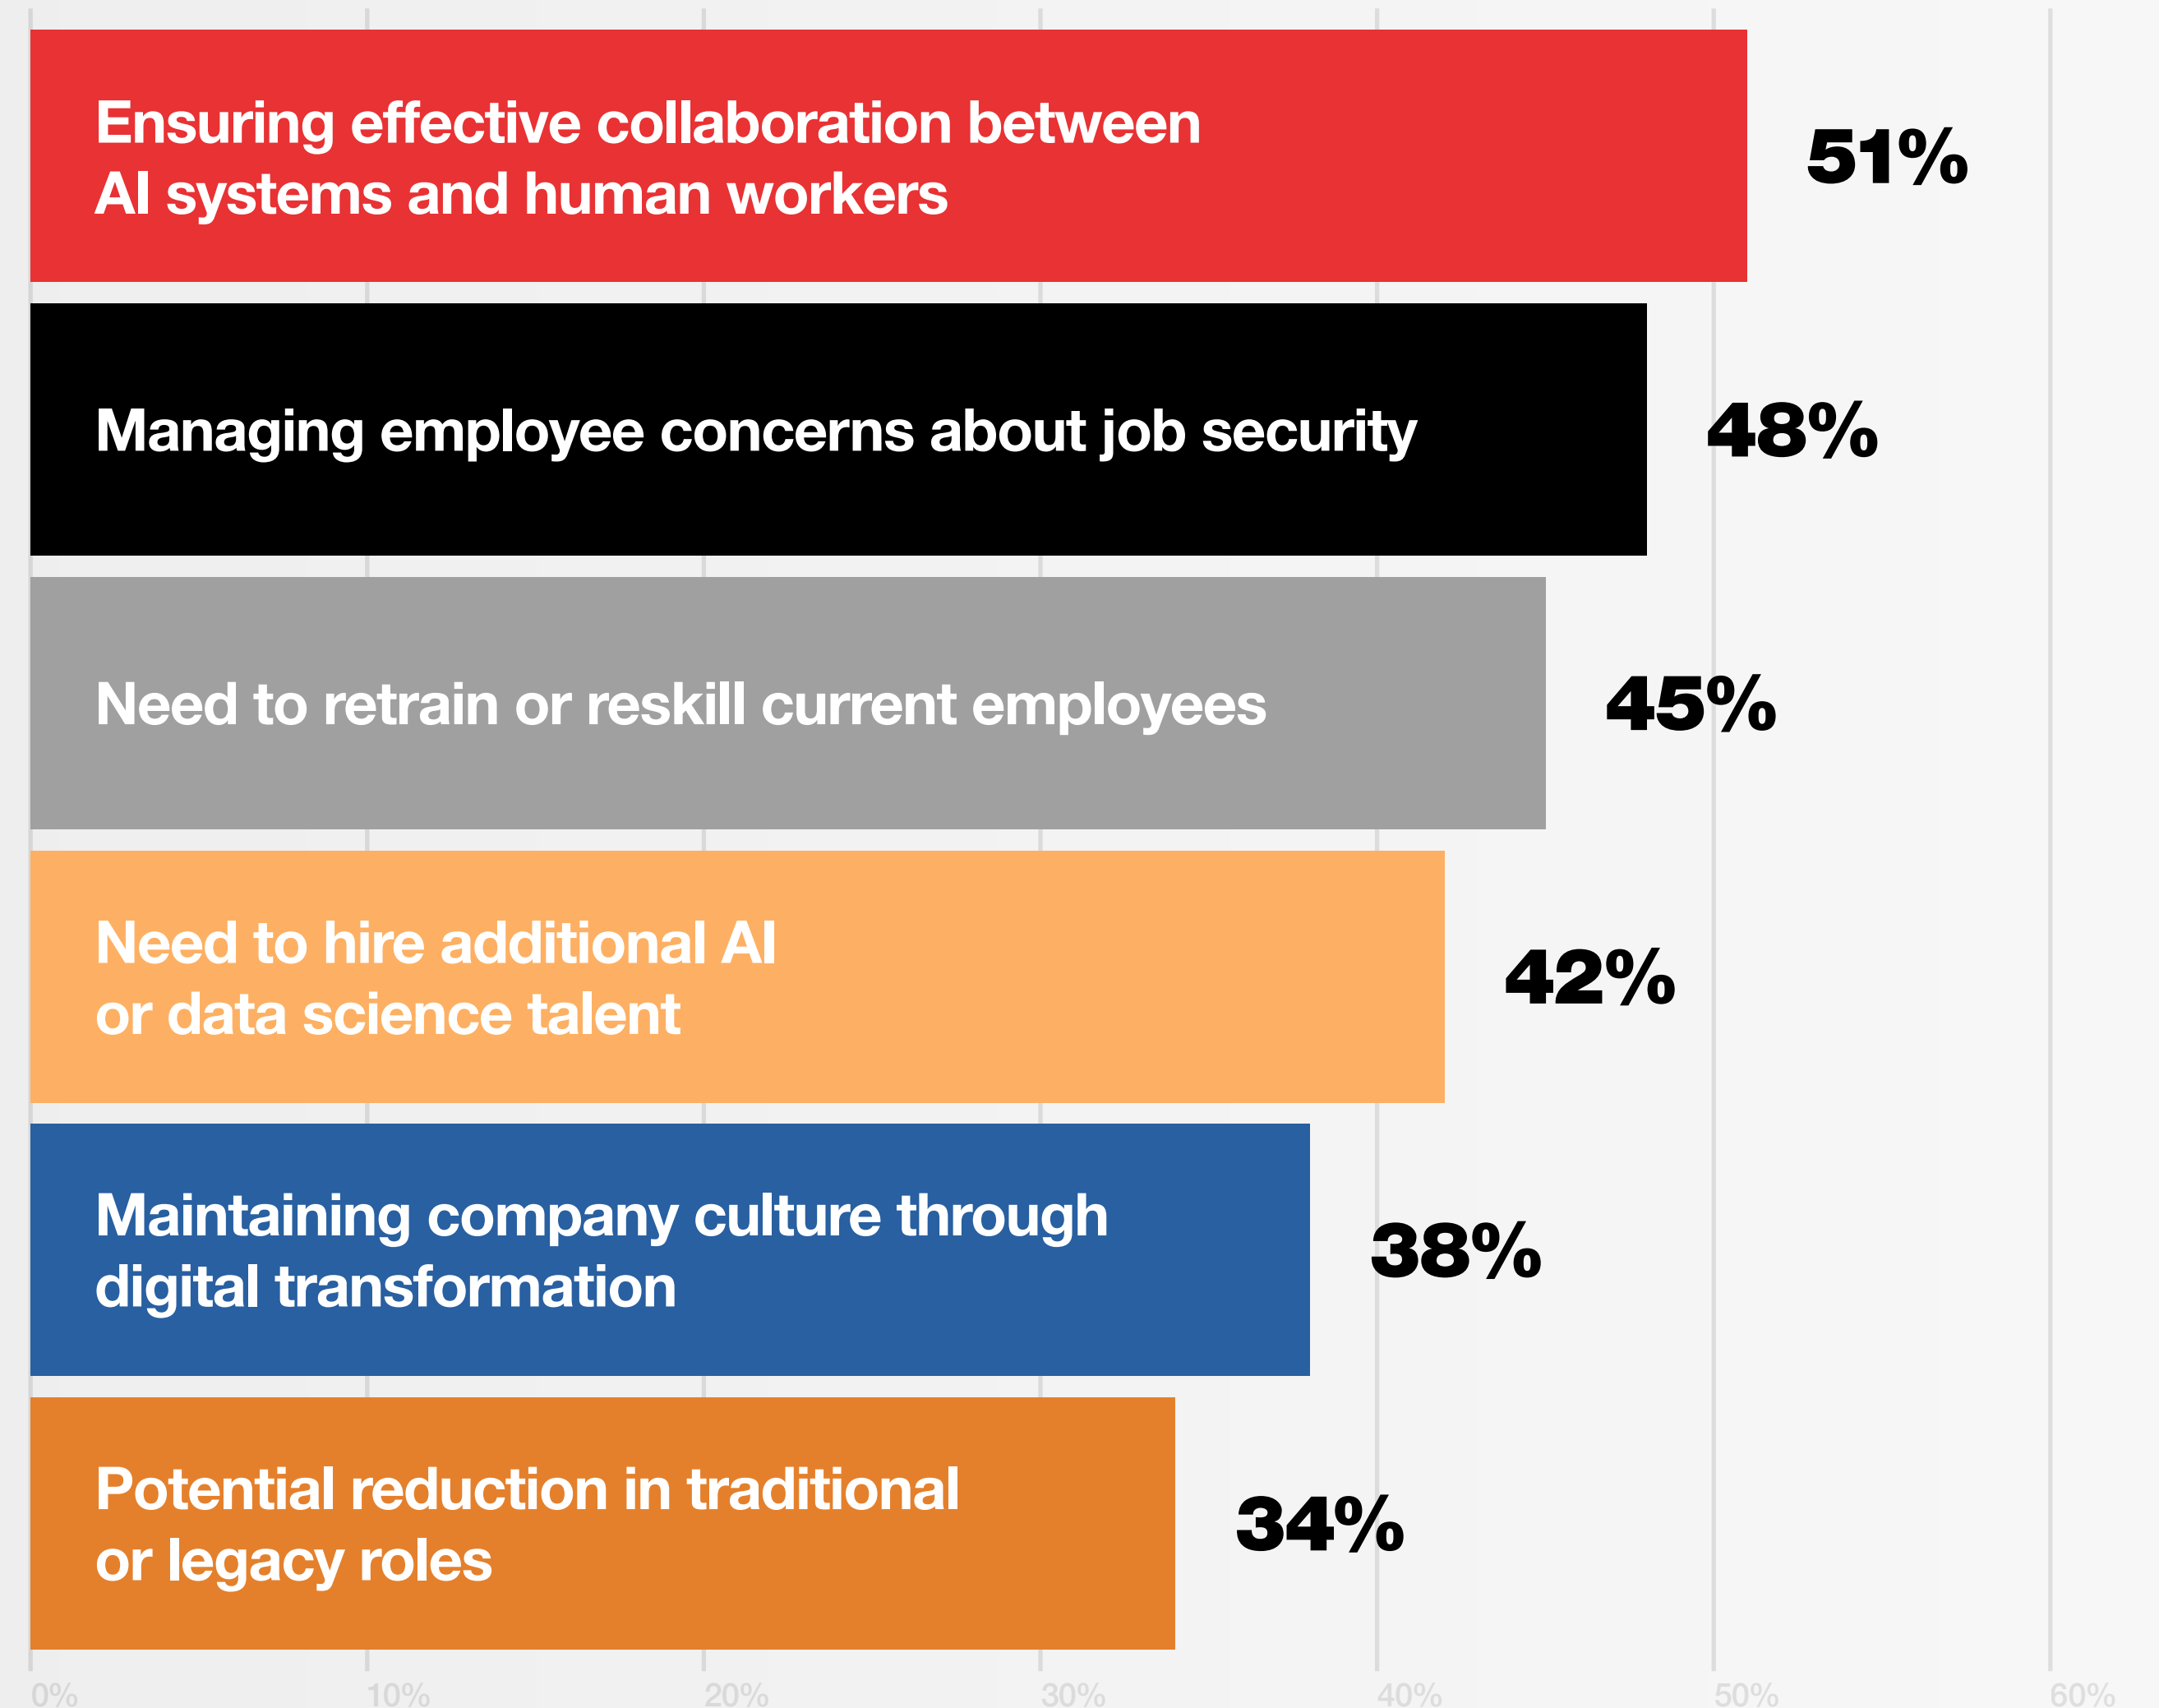 Ensuring effective collaboration between
AI systems and human workers
51%
Managing employee concerns about job security
48%
Need to retrain or reskill current employees
45%
Need to hire additional AI
or data science talent
42%
Maintaining company culture through
digital transformation
38%
Potential reduction in traditional
or legacy roles
34%
0% 10% 20% 30% 40% 50% 60%